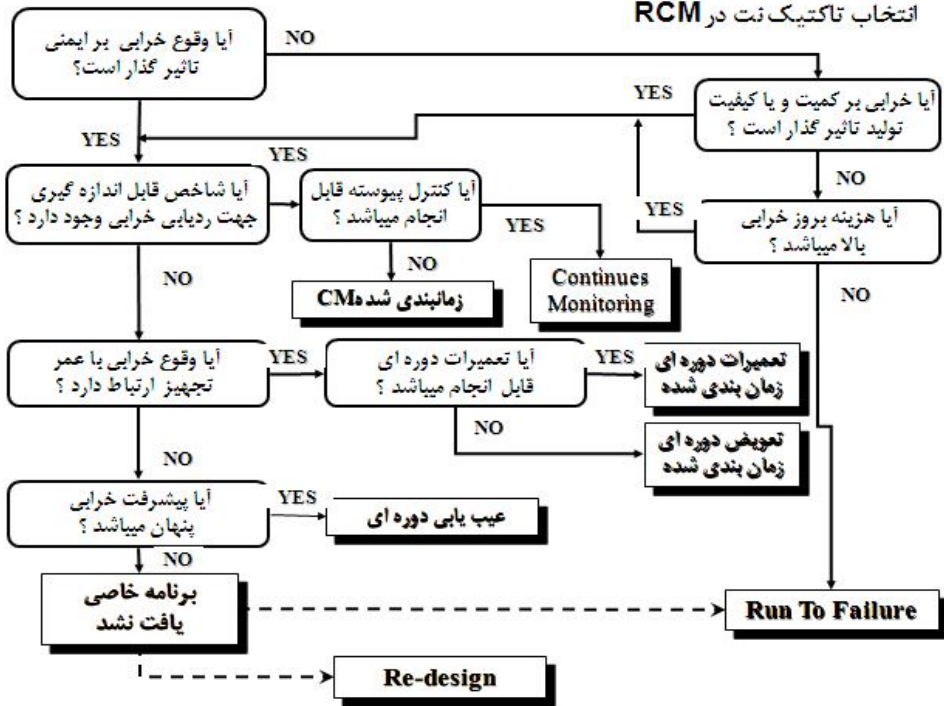 انتخاب تاکتیک نت در RCM
آیا وقوع خرابی بر ایمنی
تاثیر گذار است؟
NO
آیا خرابی بر کمیت و یا کیفیت
تولید تاثیر گذار است ؟
YES
YES
NO
آیا هزینه بروز خرابی
بالا میباشد ؟
YES
NO
آیا شاخص قابل اندازه گیری
جهت ردیابی خرابی وجود دارد ؟
YES
آیا کنترل پیوسته قابل
انجام میباشد ؟
YES
NO
Continues
Monitoring
زمانبندی شدهCM
NO
آیا وقوع خرابی با عمر
تجهیز ارتباط دارد ؟
YES
آیا تعمیرات دوره ای
قابل انجام میباشد ؟
YES
تعمیرات دوره ای
زمان بندی شده
NO
تعویض دوره ای
زمان بندی شده
NO
آیا پیشرفت خرابی
پنهان میباشد ؟
YES
عیب یابی دوره ای
NO
برنامه خاصی
یافت نشد
Run To Failure
Re-design